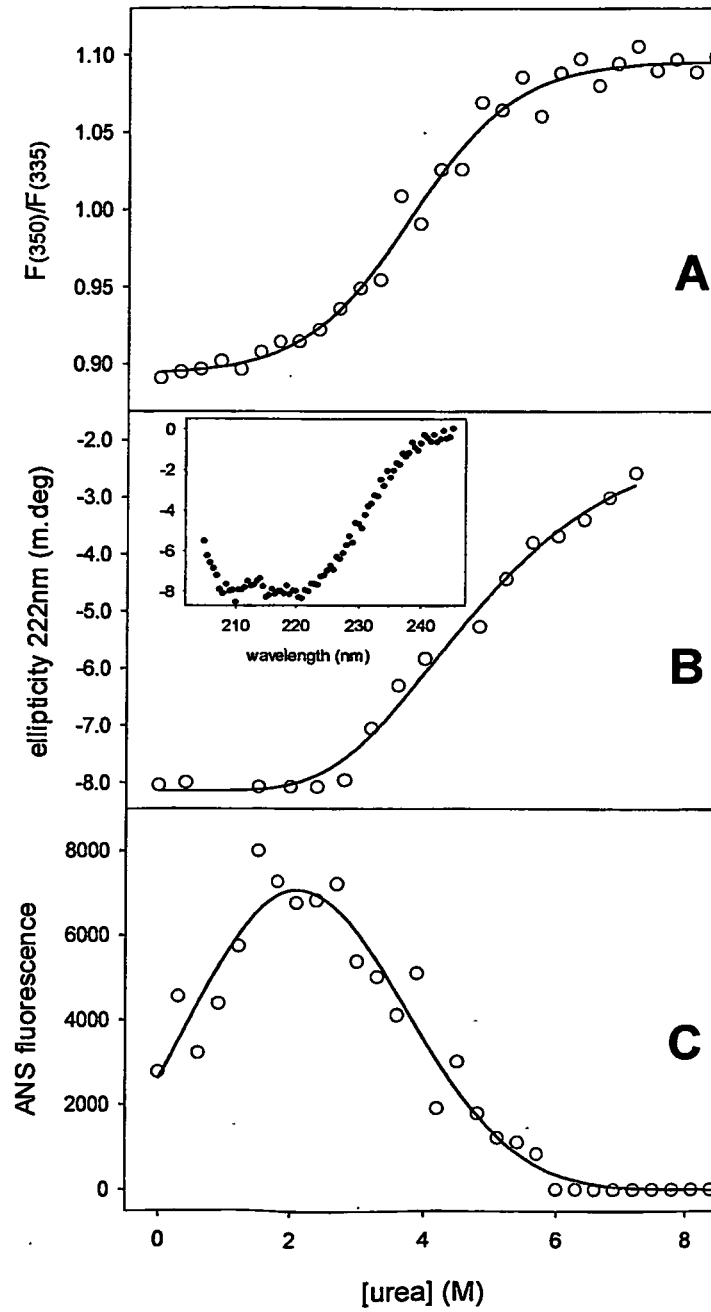 1.10
1.05
1.00
0.95
0.90
F(350)/F(335)
A
-2.0
-3.0
-4.0
-5.0
-6.0
-7.0
-8.0
ellipticity 222nm (m.deg)
0
-2
-4
-6
-8
210 220 230 240
wavelength (nm)
B
8000
6000
4000
2000
0
ANS fluorescence
C
0 2 4 6 8
[urea] (M)